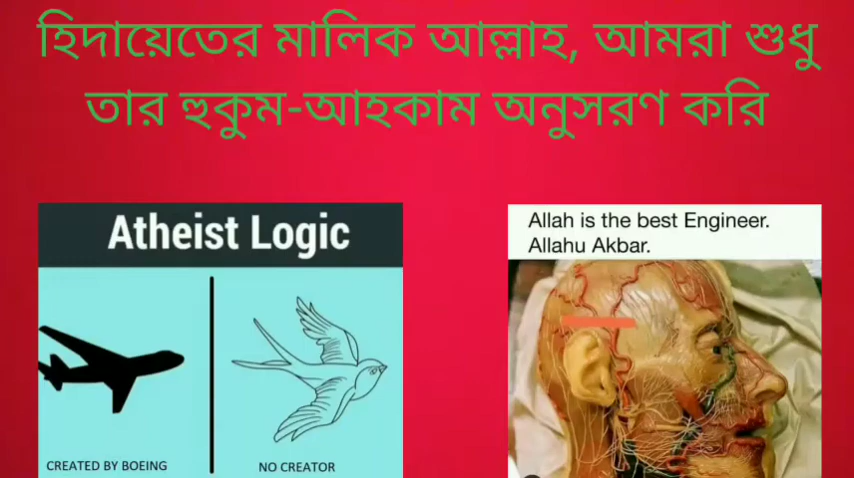 হিদায়েতের মালিক আল্লাহ, আমরা শুধু
তার হুকুম-আহকাম অনুসরণ করি
Atheist Logic
CREATED BY BOEING
NO CREATOR
Allah is the best Engineer.
Allahu Akbar.